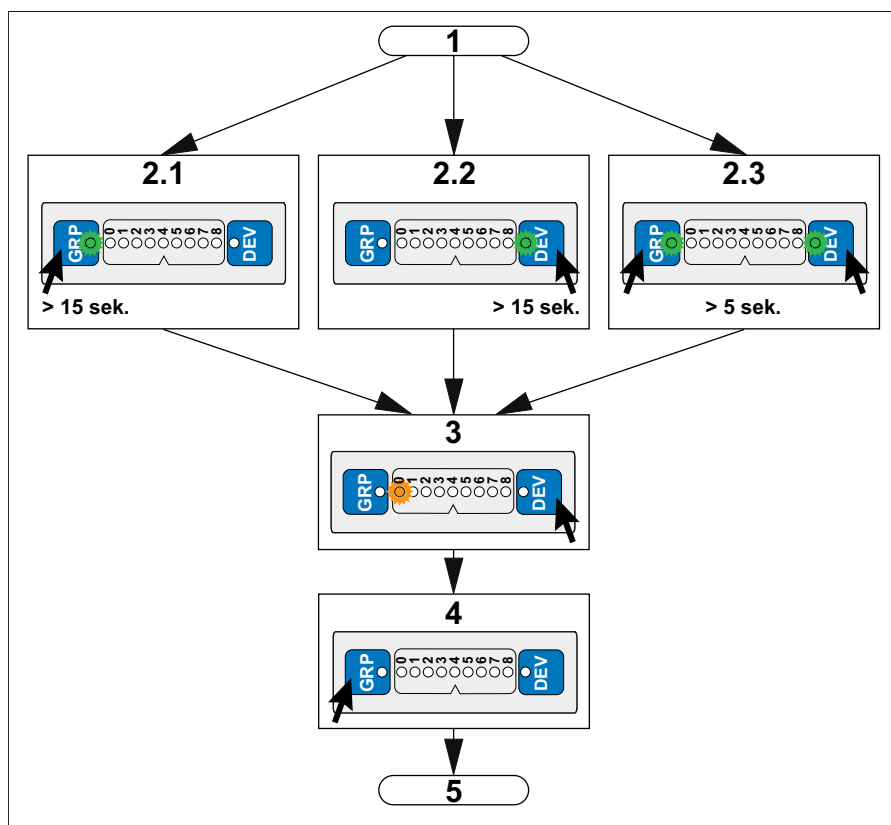 1
2.1
2.2
2.3
GRP 0 1 2 3 4 5 6 7 8 DEV
GRP 0 1 2 3 4 5 6 7 8 DEV
GRP 0 1 2 3 4 5 6 7 8 DEV
> 15 sek.
> 15 sek.
> 5 sek.
3
GRP 0 1 2 3 4 5 6 7 8 DEV
4
GRP 0 1 2 3 4 5 6 7 8 DEV
5